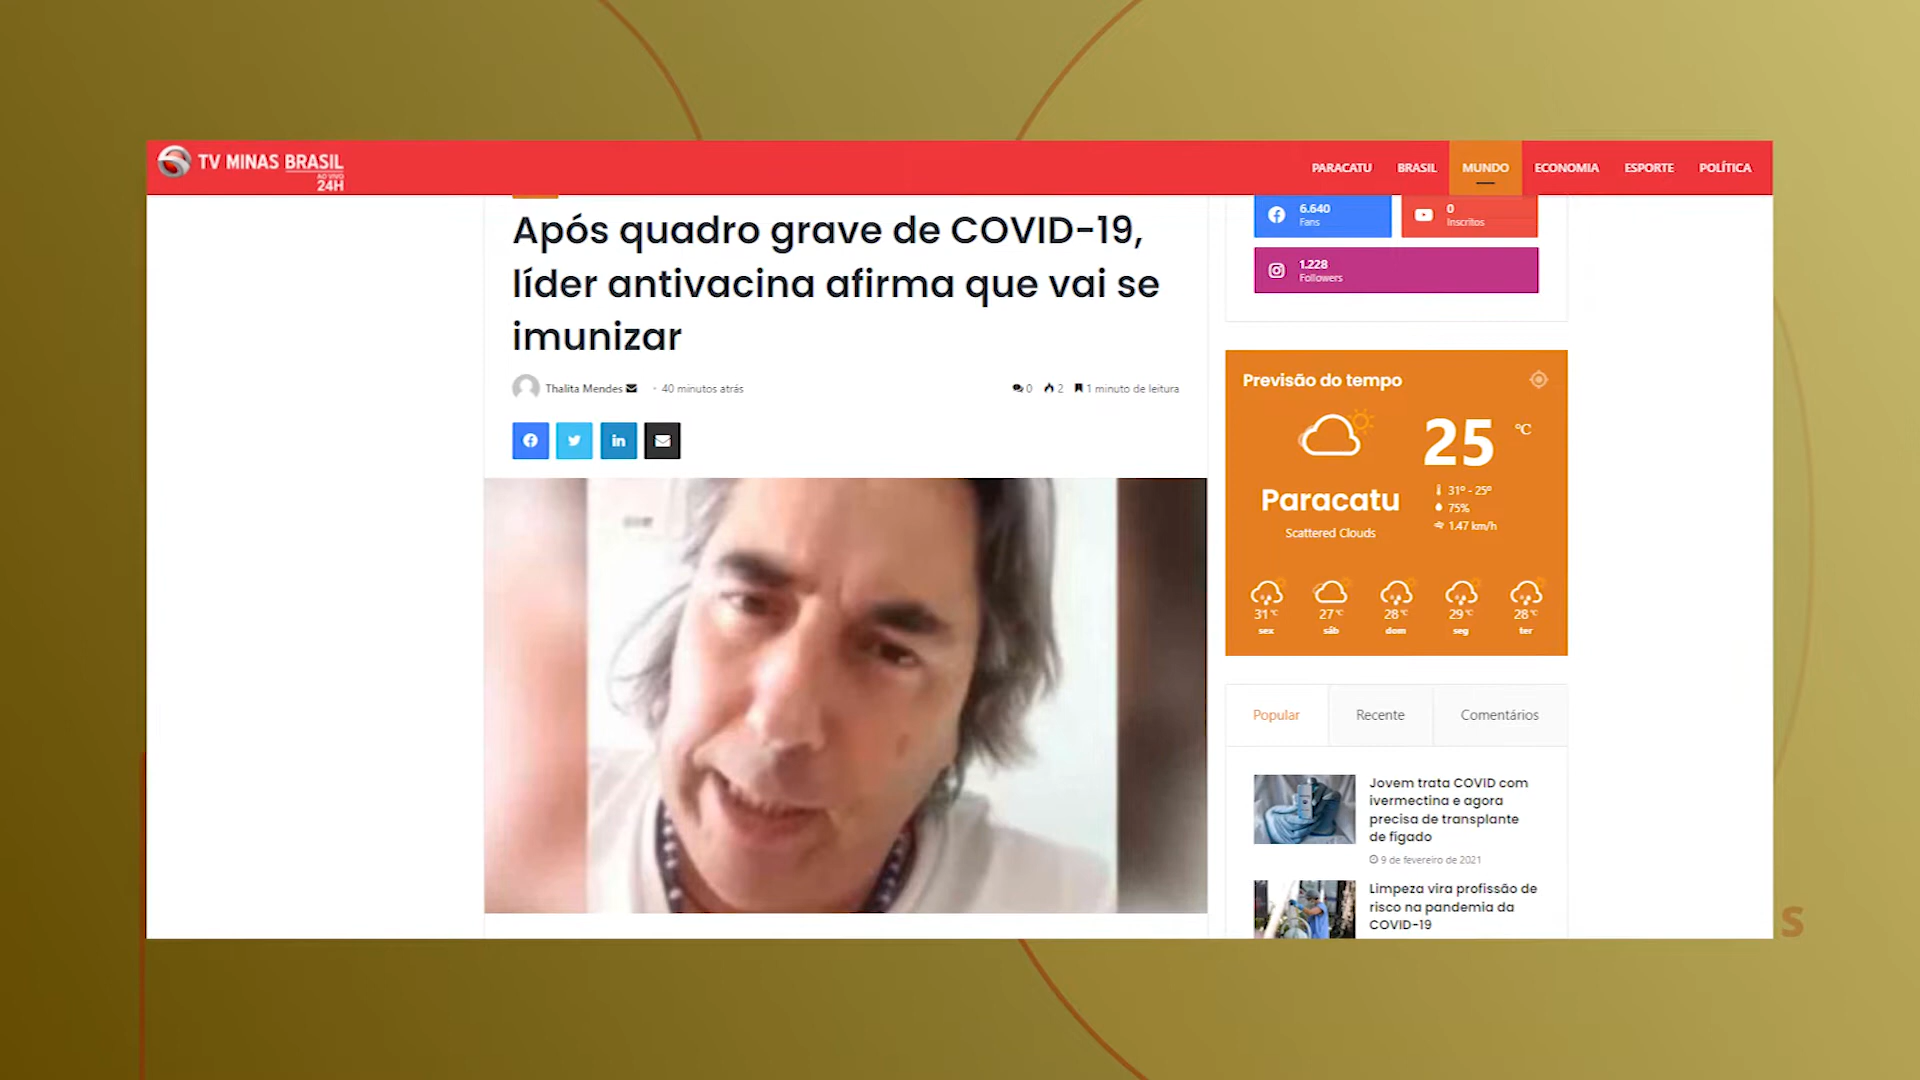 TV MINAS BRASIL
AO VIVO
24H
PARACATU
BRASIL
MUNDO
ECONOMIA
ESPORTE
POLÍTICA
Após quadro grave de COVID-19,
líder antivacina afirma que vai se
imunizar
Thalita Mendes
40 minutos atrás
0
2
1 minuto de leitura
6.640
Fans
0
Inscritos
1.228
Followers
Previsão do tempo
25 °C
Paracatu
Scattered Clouds
31º - 25º
75%
1.47 km/h
31°C
27°C
28°C
29°C
28°C
sex
sáb
dom
seg
ter
Popular
Recente
Comentários
Jovem trata COVID com
ivermectina e agora
precisa de transplante
de fígado
9 de fevereiro de 2021
Limpeza vira profissão de
risco na pandemia da
COVID-19
S